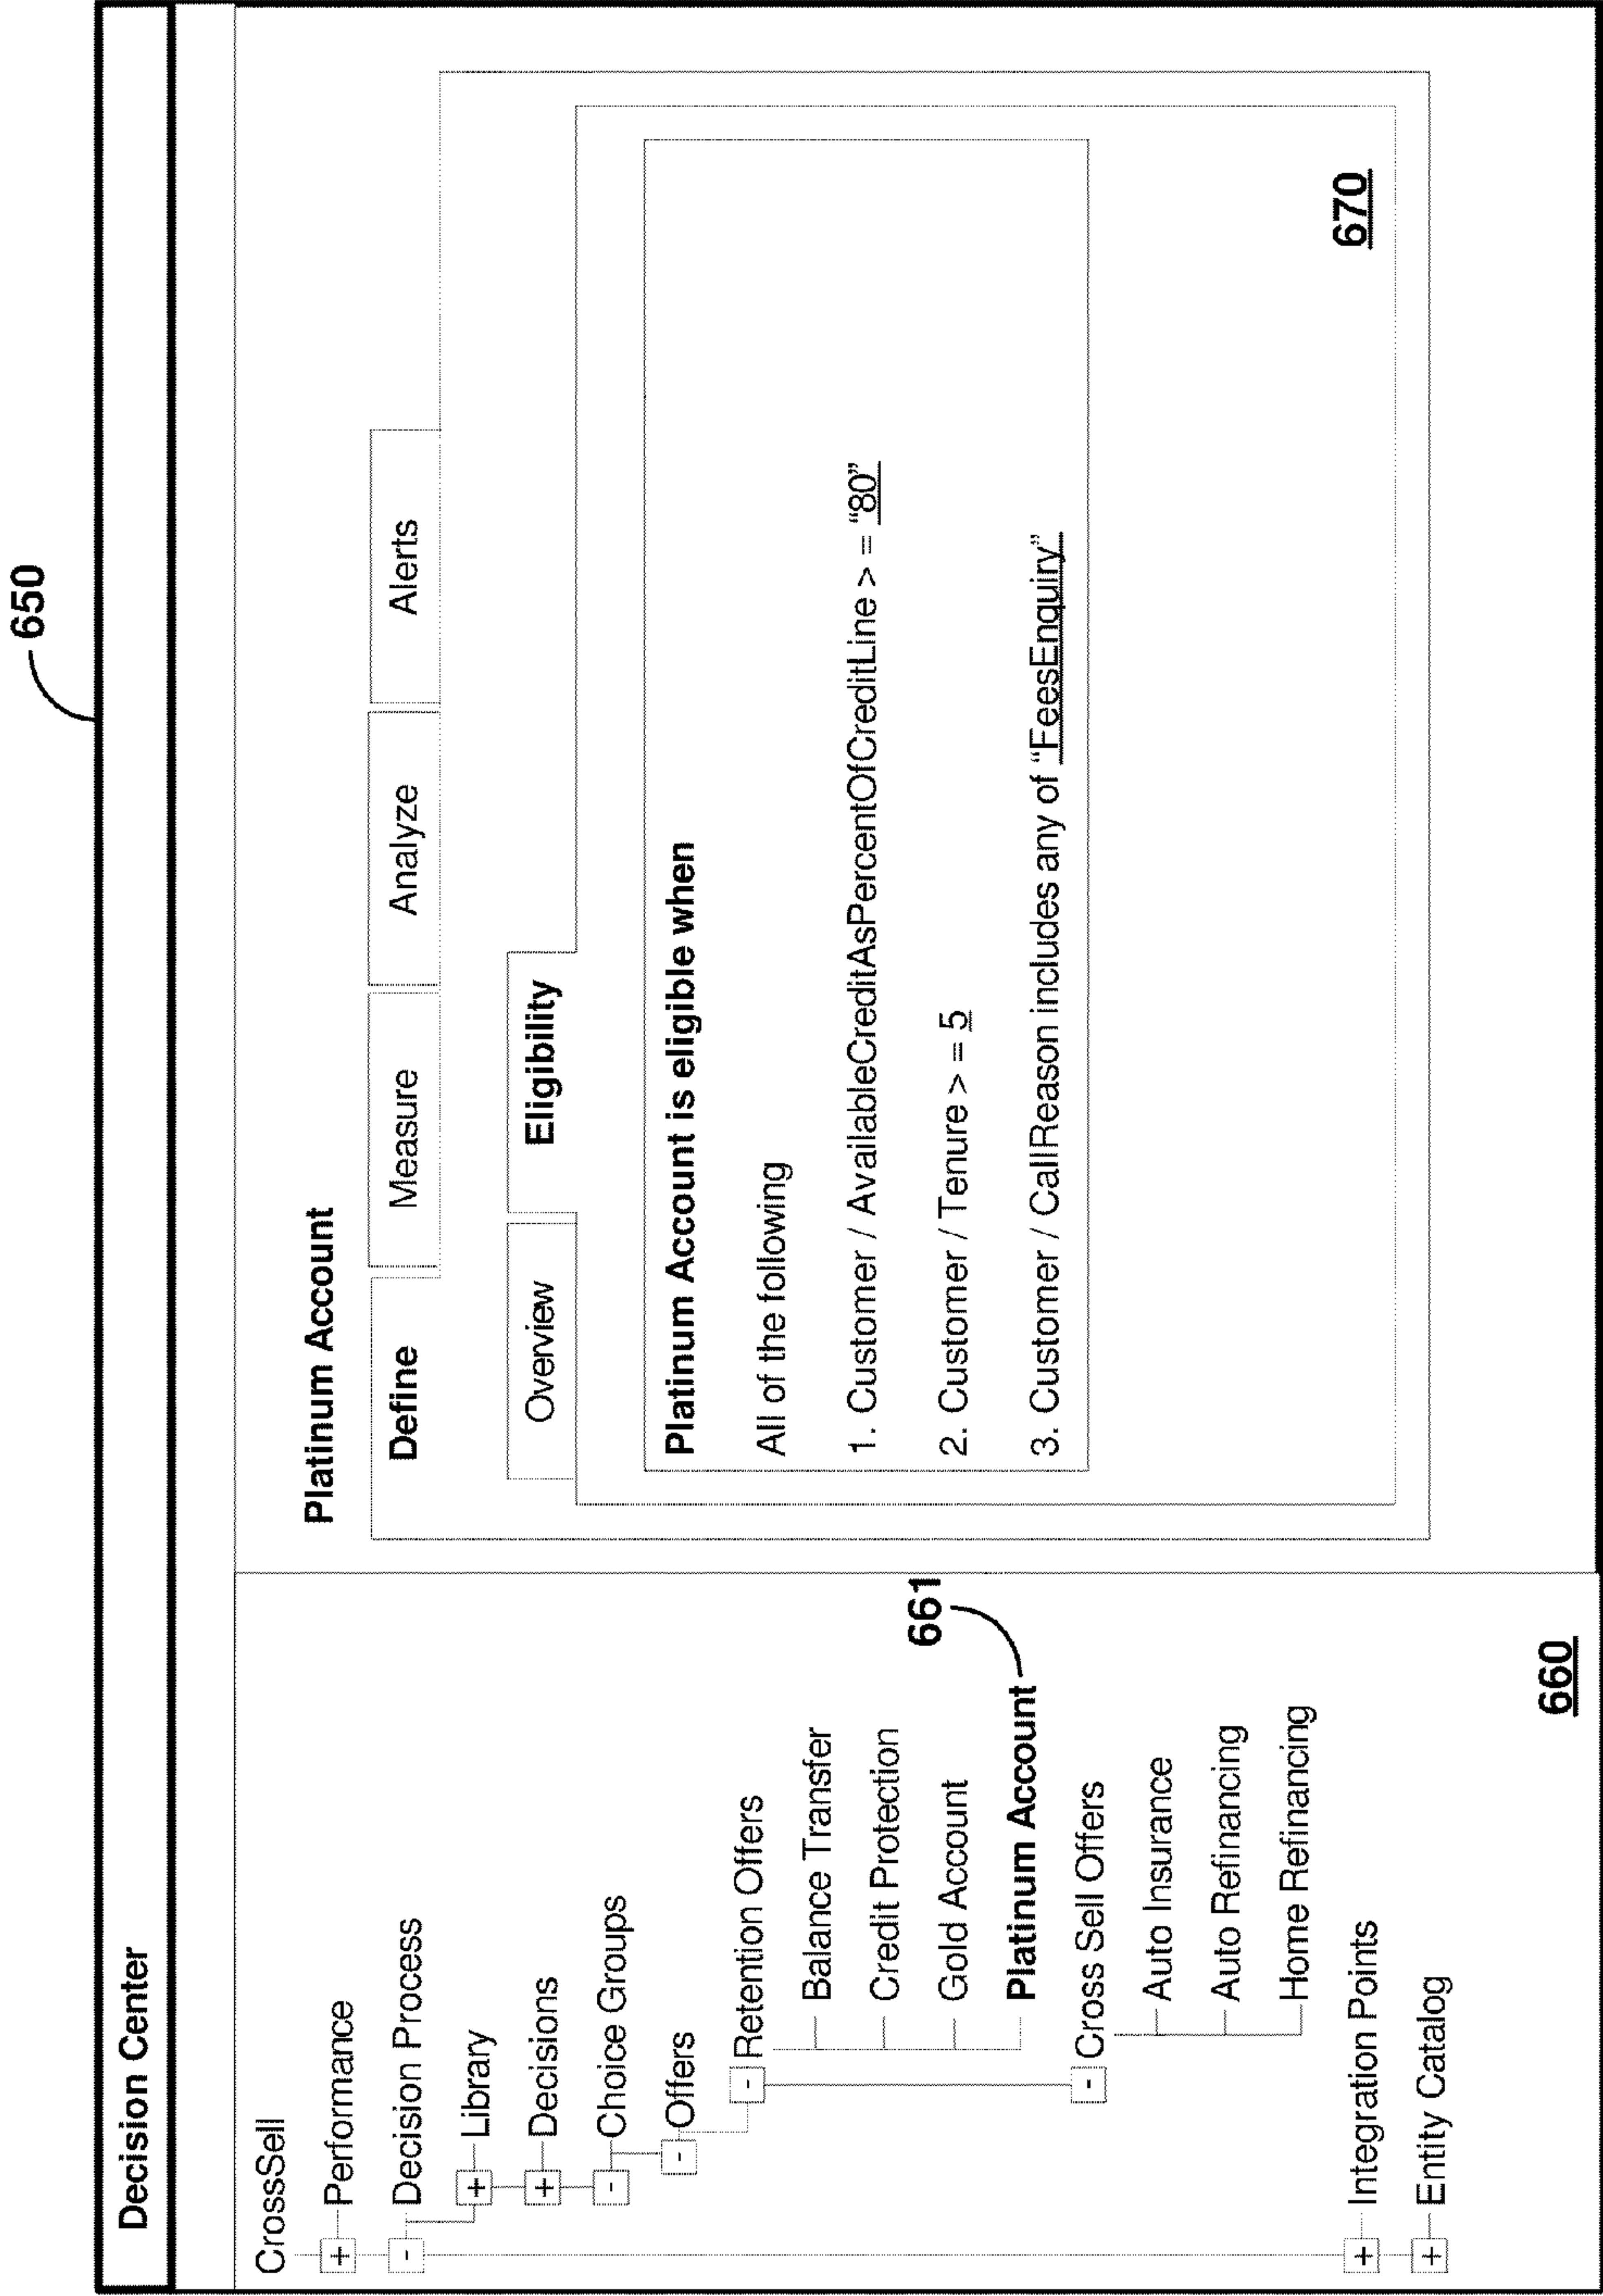 650
Decision Center
CrossSell
+ Performance
- Decision Process
+ Library
+ Decisions
- Choice Groups
- Offers
- Retention Offers
Balance Transfer
Credit Protection
Gold Account
Platinum Account
661
- Cross Sell Offers
Auto Insurance
Auto Refinancing
Home Refinancing
+ Integration Points
+ Entity Catalog
660
Platinum Account
Define Measure Analyze Alerts
Overview Eligibility
Platinum Account is eligible when
All of the following
1. Customer / AvailableCreditAsPercentOfCreditLine > = “80”
2. Customer / Tenure > = 5
3. Customer / CallReason includes any of “FeesEnquiry”
670